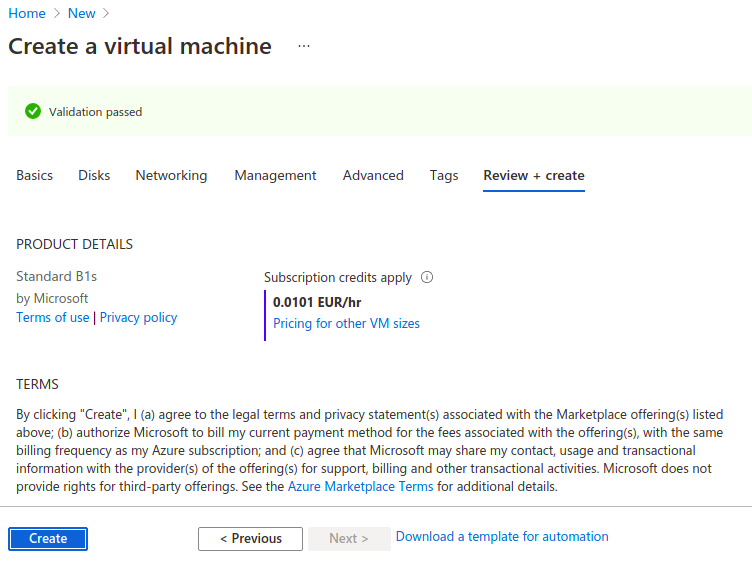 Home > New >
Create a virtual machine ...
Validation passed
Basics Disks Networking Management Advanced Tags Review + create
PRODUCT DETAILS
Standard B1s
by Microsoft
Terms of use | Privacy policy
Subscription credits apply
0.0101 EUR/hr
Pricing for other VM sizes
TERMS
By clicking "Create", I (a) agree to the legal terms and privacy statement(s) associated with the Marketplace offering(s) listed
above; (b) authorize Microsoft to bill my current payment method for the fees associated with the offering(s), with the same
billing frequency as my Azure subscription; and (c) agree that Microsoft may share my contact, usage and transactional
information with the provider(s) of the offering(s) for support, billing and other transactional activities. Microsoft does not
provide rights for third-party offerings. See the Azure Marketplace Terms for additional details.
Create < Previous Next > Download a template for automation